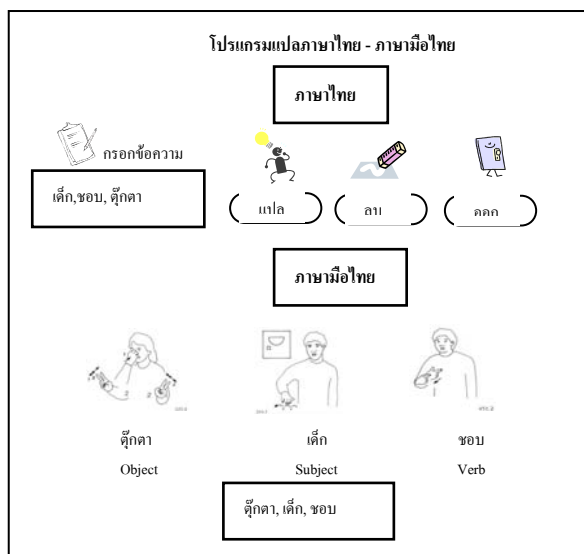 โปรแกรมแปลภาษาไทย - ภาษามือไทย
ภาษาไทย
กรอกข้อความ
เด็ก,ชอบ, ตุ๊กตา
แปล ลบ ออก
ภาษามือไทย
ตุ๊กตา เด็ก ชอบ
Object Subject Verb
ตุ๊กตา, เด็ก, ชอบ